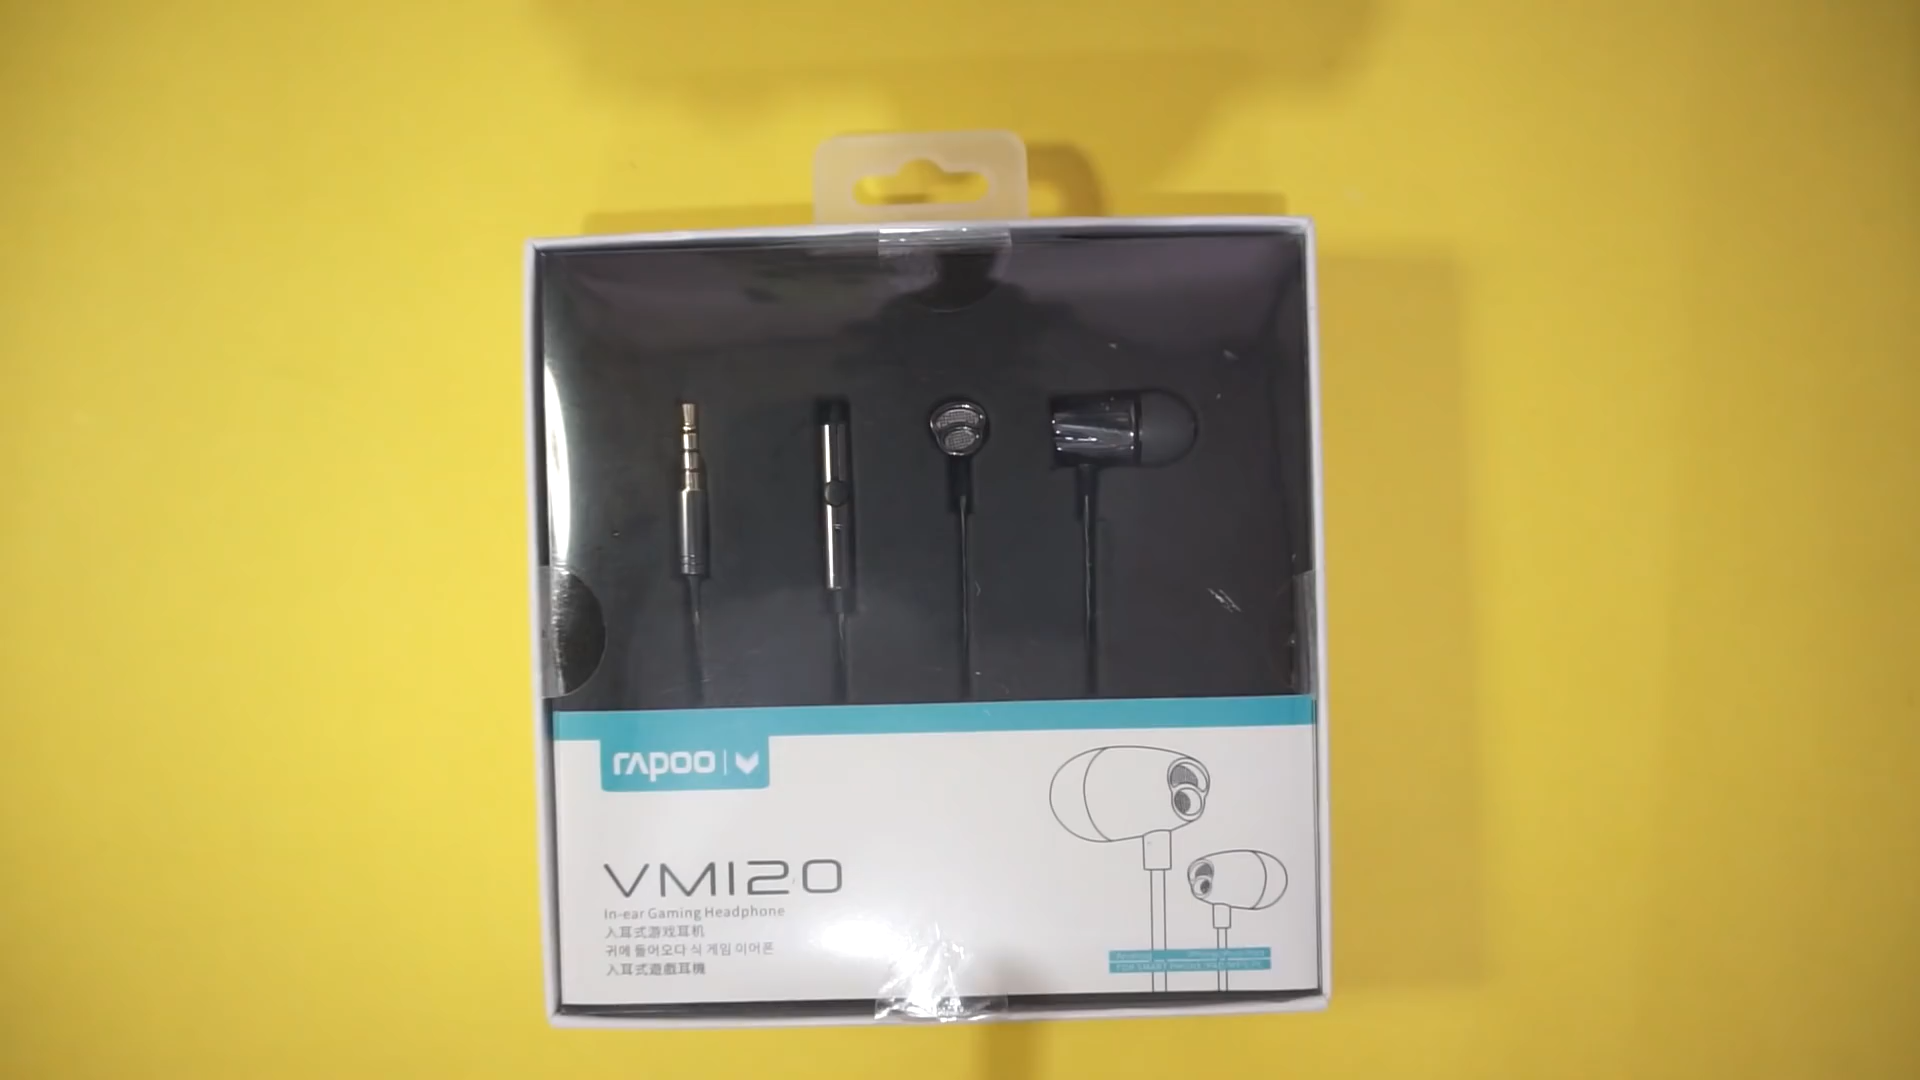 rapoo
VM120
In-ear Gaming Headphone
入耳式游戏耳机
귀에 들어오다 식 게임 이어폰
入耳式遊戲耳機